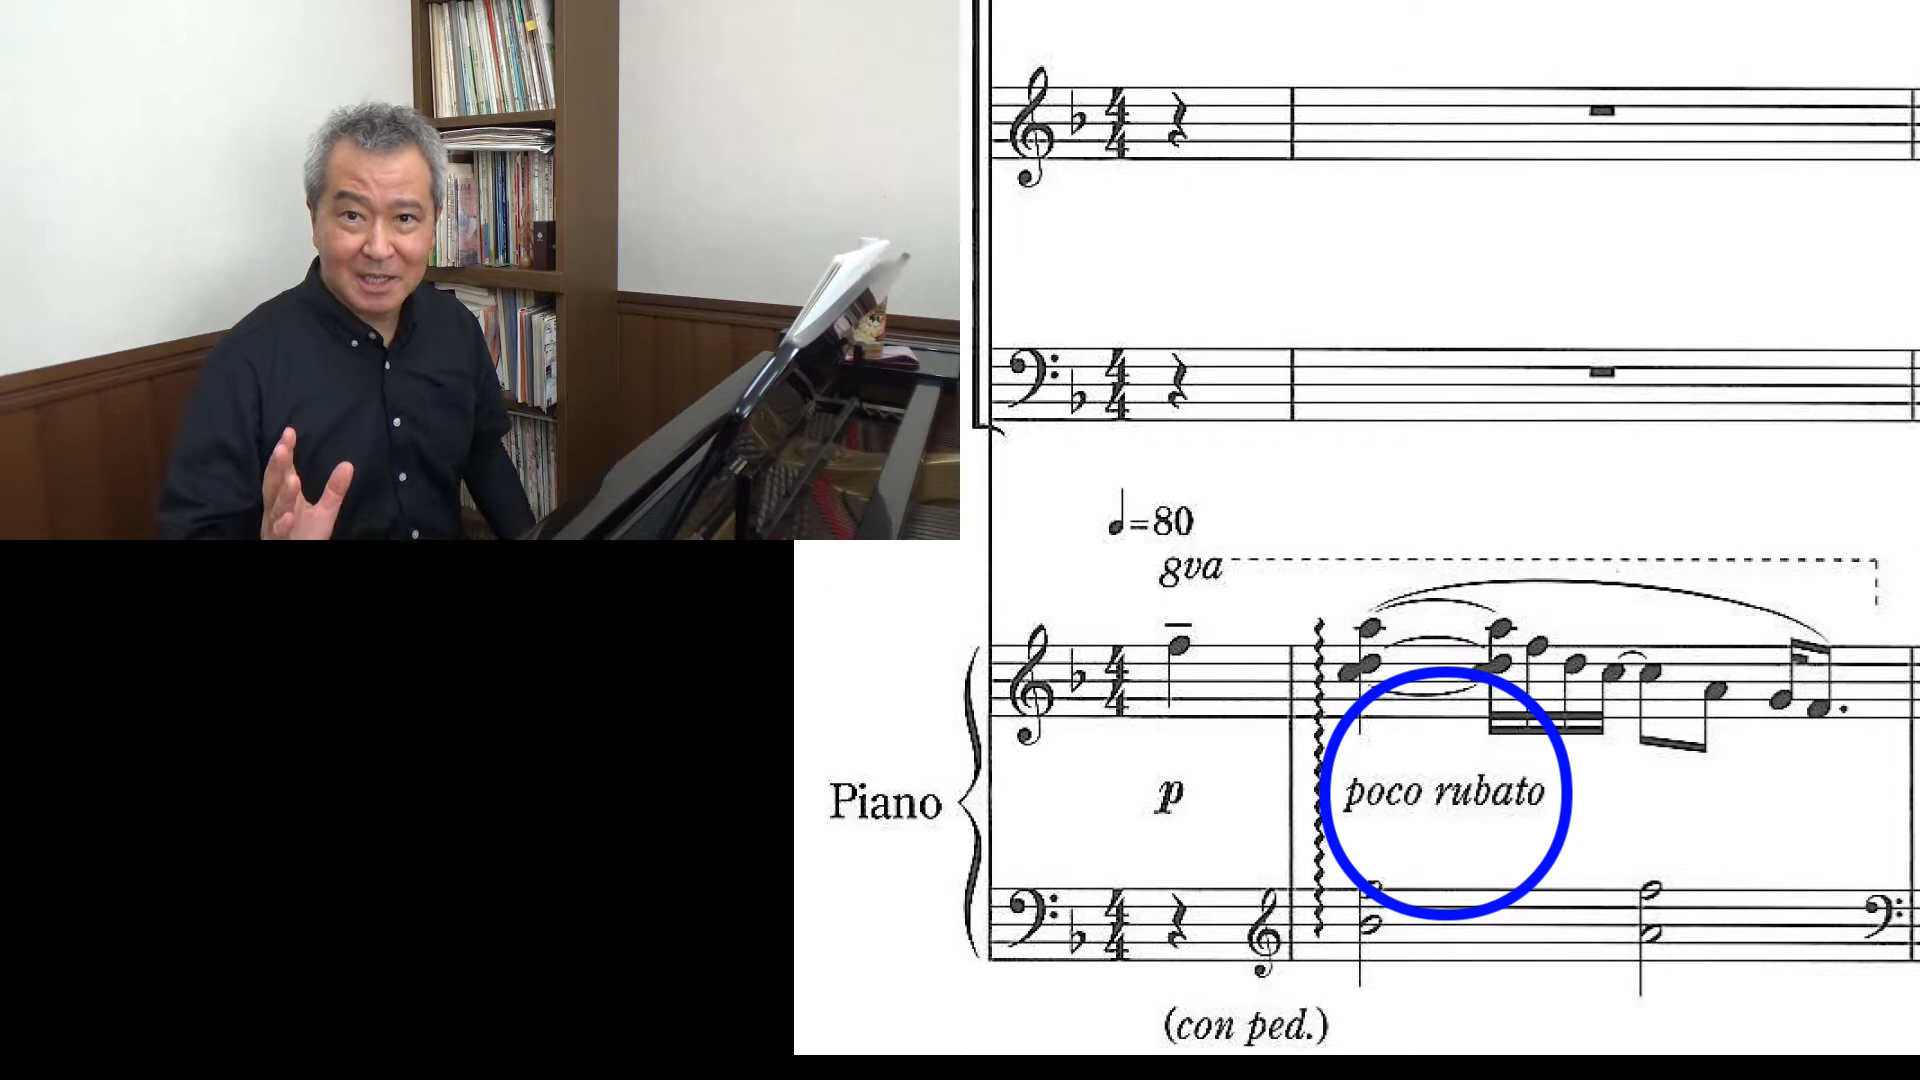 ♩=80
8va
Piano
p
poco rubato
(con ped.)